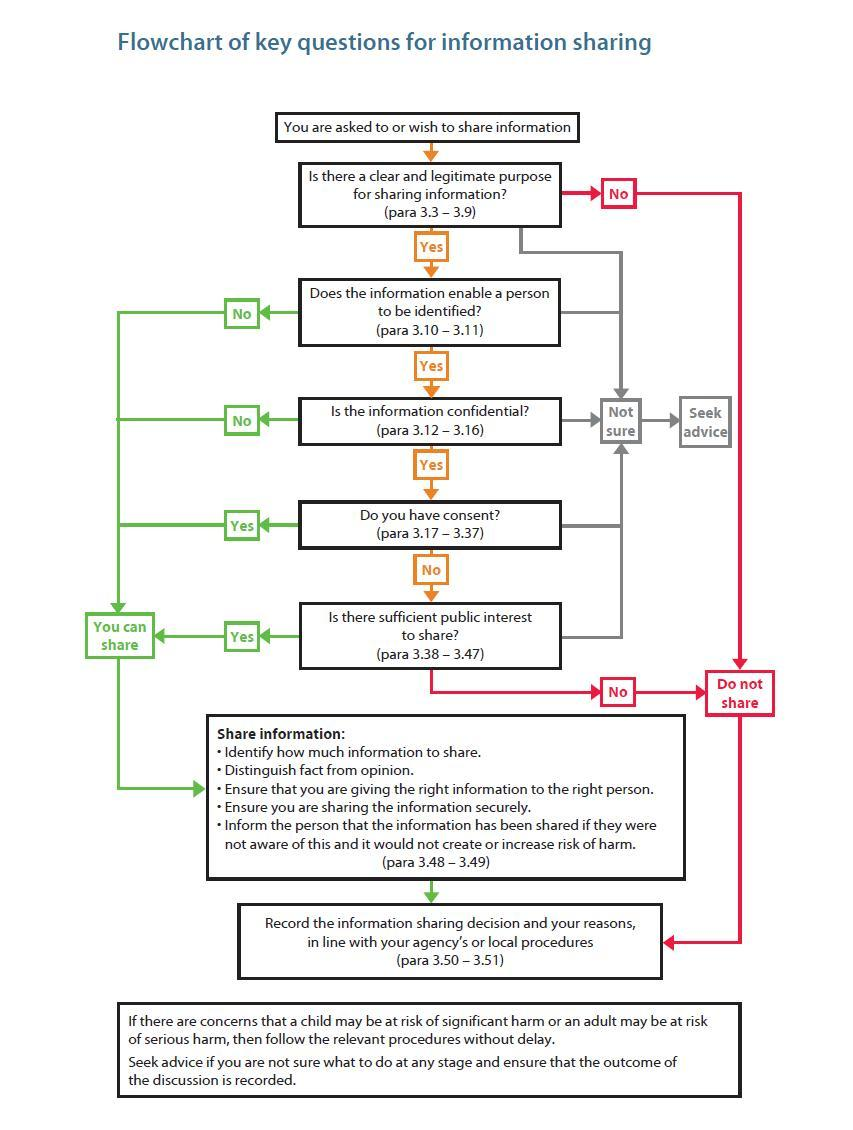 Flowchart of key questions for information sharing
You are asked to or wish to share information
Is there a clear and legitimate purpose
for sharing information?
(para 3.3 – 3.9)
No
Yes
Does the information enable a person
to be identified?
(para 3.10 – 3.11)
No
Yes
Is the information confidential?
(para 3.12 – 3.16)
No
Not
sure
Seek
advice
Yes
Do you have consent?
(para 3.17 – 3.37)
Yes
No
Is there sufficient public interest
to share?
(para 3.38 – 3.47)
Yes
You can
share
No
Do not
share
Share information:
• Identify how much information to share.
• Distinguish fact from opinion.
• Ensure that you are giving the right information to the right person.
• Ensure you are sharing the information securely.
• Inform the person that the information has been shared if they were
not aware of this and it would not create or increase risk of harm.
(para 3.48 – 3.49)
Record the information sharing decision and your reasons,
in line with your agency’s or local procedures
(para 3.50 – 3.51)
If there are concerns that a child may be at risk of significant harm or an adult may be at risk
of serious harm, then follow the relevant procedures without delay.
Seek advice if you are not sure what to do at any stage and ensure that the outcome of
the discussion is recorded.